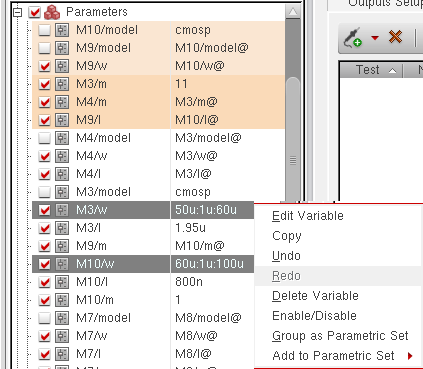 Outputs Setup
Parameters
M10/model cmosp
M9/model M10/model@
M9/w M10/w@
M3/m 11
M4/m M3/m@
M9/l M10/l@
M4/model M3/model@
M4/w M3/w@
M4/l M3/l@
M3/model cmosp
M3/w 50u:1u:60u
M3/l 1.95u
M9/m M10/m@
M10/w 60u:1u:100u
M10/l 800n
M10/m 1
M7/model M8/model@
M7/w M8/w@
M7/l M8/l@
M8/model cmosn
Test
Edit Variable
Copy
Undo
Redo
Delete Variable
Enable/Disable
Group as Parametric Set
Add to Parametric Set